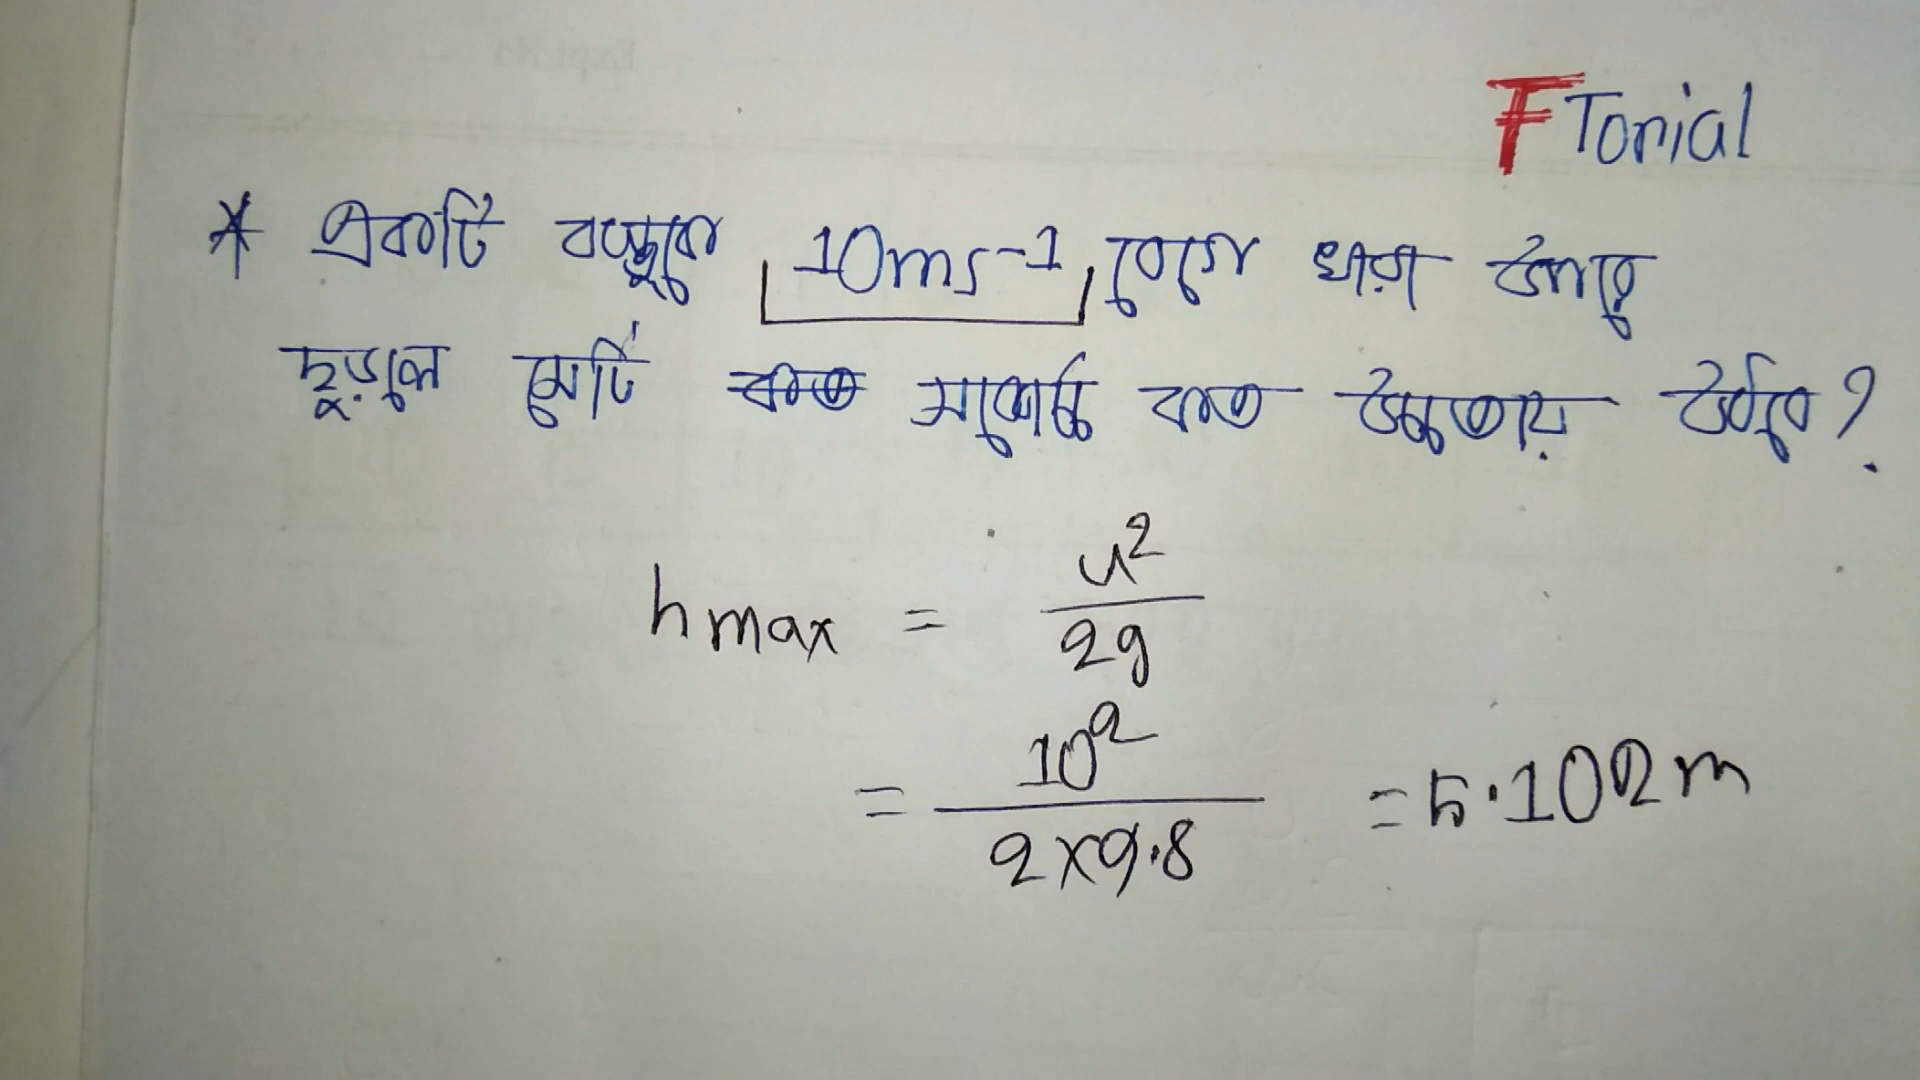 FTorial
* একটি বস্তুকে 10ms-1 বেগে খাড়া উপরে
ছুড়লে সেটি সর্বোচ্চ কত উচ্চতায় উঠবে?
hmax = u²/2g
= 10²/2×9.8 = 5.102m